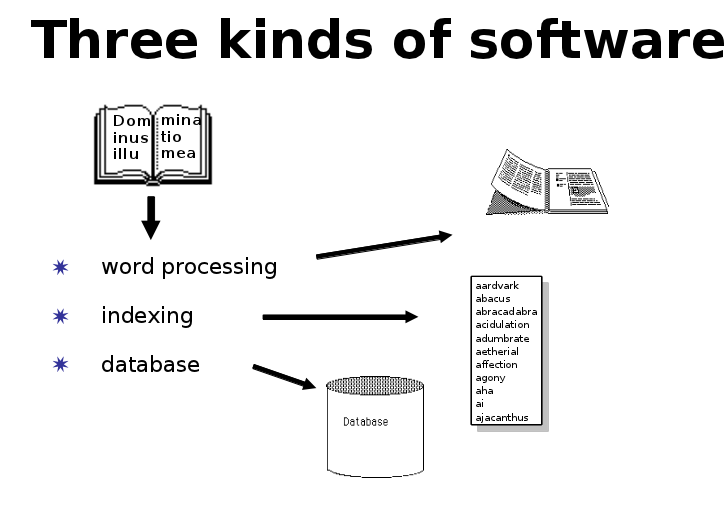 Three kinds of software
Dom
inus
illu
mina
tio
mea
word processing
indexing
database
aardvark
abacus
abracadabra
acidulation
adumbrate
aetherial
affection
agony
aha
ai
ajacanthus
Database